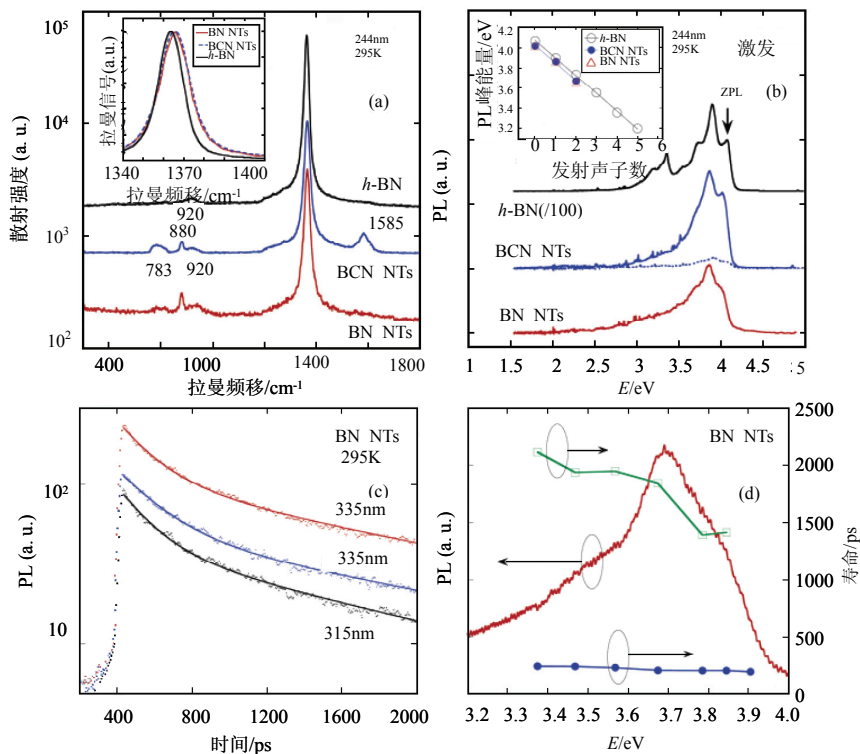 10⁵
10⁴
10³
10²
散射强度 (a. u.)
拉曼信号(a.u.)
BN NTs
BCN NTs
h-BN
1340
1360
1380
1400
拉曼频移/cm⁻¹
244nm
295K
(a)
h-BN
920
880
1585
783
920
BCN NTs
BN NTs
400
1000
1400
1800
拉曼频移/cm⁻¹
PL峰能量/eV
4.2
4.0
3.8
3.6
3.4
3.2
h-BN
BCN NTs
BN NTs
0
1
2
3
4
5
6
发射声子数
244nm
295K
激发
ZPL
(b)
PL (a. u.)
h-BN(/100)
BCN NTs
BN NTs
1
1.5
2
2.5
3
3.5
4
4.5
5
E/eV
PL (a. u.)
10²
10
BN NTs
295K
(c)
335nm
335nm
315nm
400
800
1200
1600
2000
时间/ps
PL (a. u.)
BN NTs
(d)
2500
2000
1500
1000
500
0
寿命/ps
3.2
3.3
3.4
3.5
3.6
3.7
3.8
3.9
4.0
E/eV